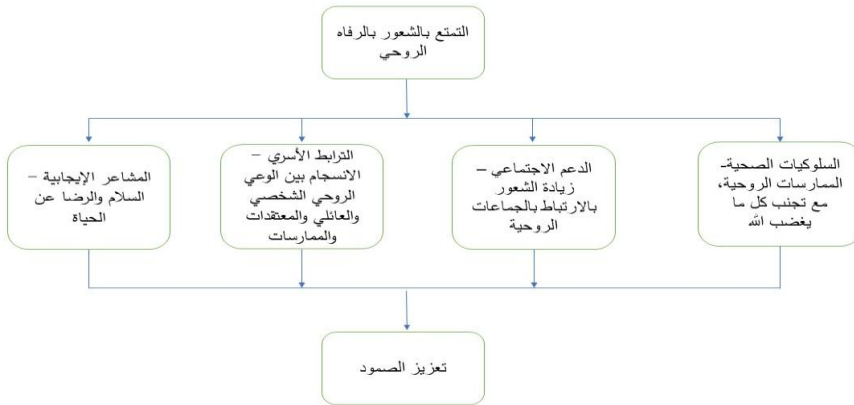 التمتع بالشعور بالرفاه
الروحي
السلوكيات الصحية-
الممارسات الروحية،
مع تجنب كل ما
يغضب الله
الدعم الاجتماعي –
زيادة الشعور
بالارتباط بالجماعات
الروحية
الترابط الأسري –
الانسجام بين الوعي
الروحي الشخصي
والعائلي والمعتقدات
والممارسات
المشاعر الإيجابية –
السلام والرضا عن
الحياة
تعزيز الصمود